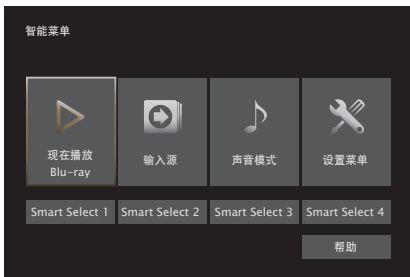 智能菜单
现在播放
Blu-ray
输入源
声音模式
设置菜单
Smart Select 1
Smart Select 2
Smart Select 3
Smart Select 4
帮助